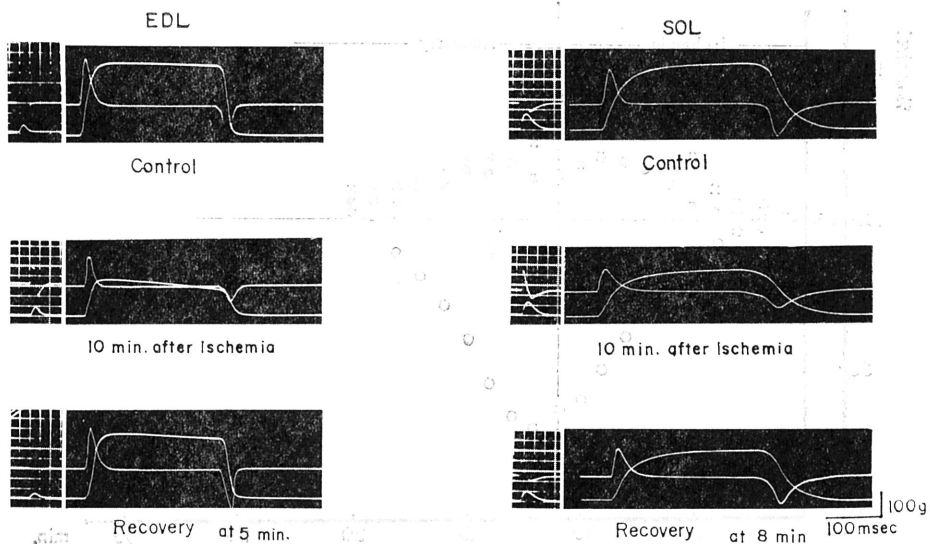 EDL
SOL
Control
Control
10 min. after Ischemia
10 min. after Ischemia
Recovery at 5 min.
Recovery at 8 min
100g
100msec